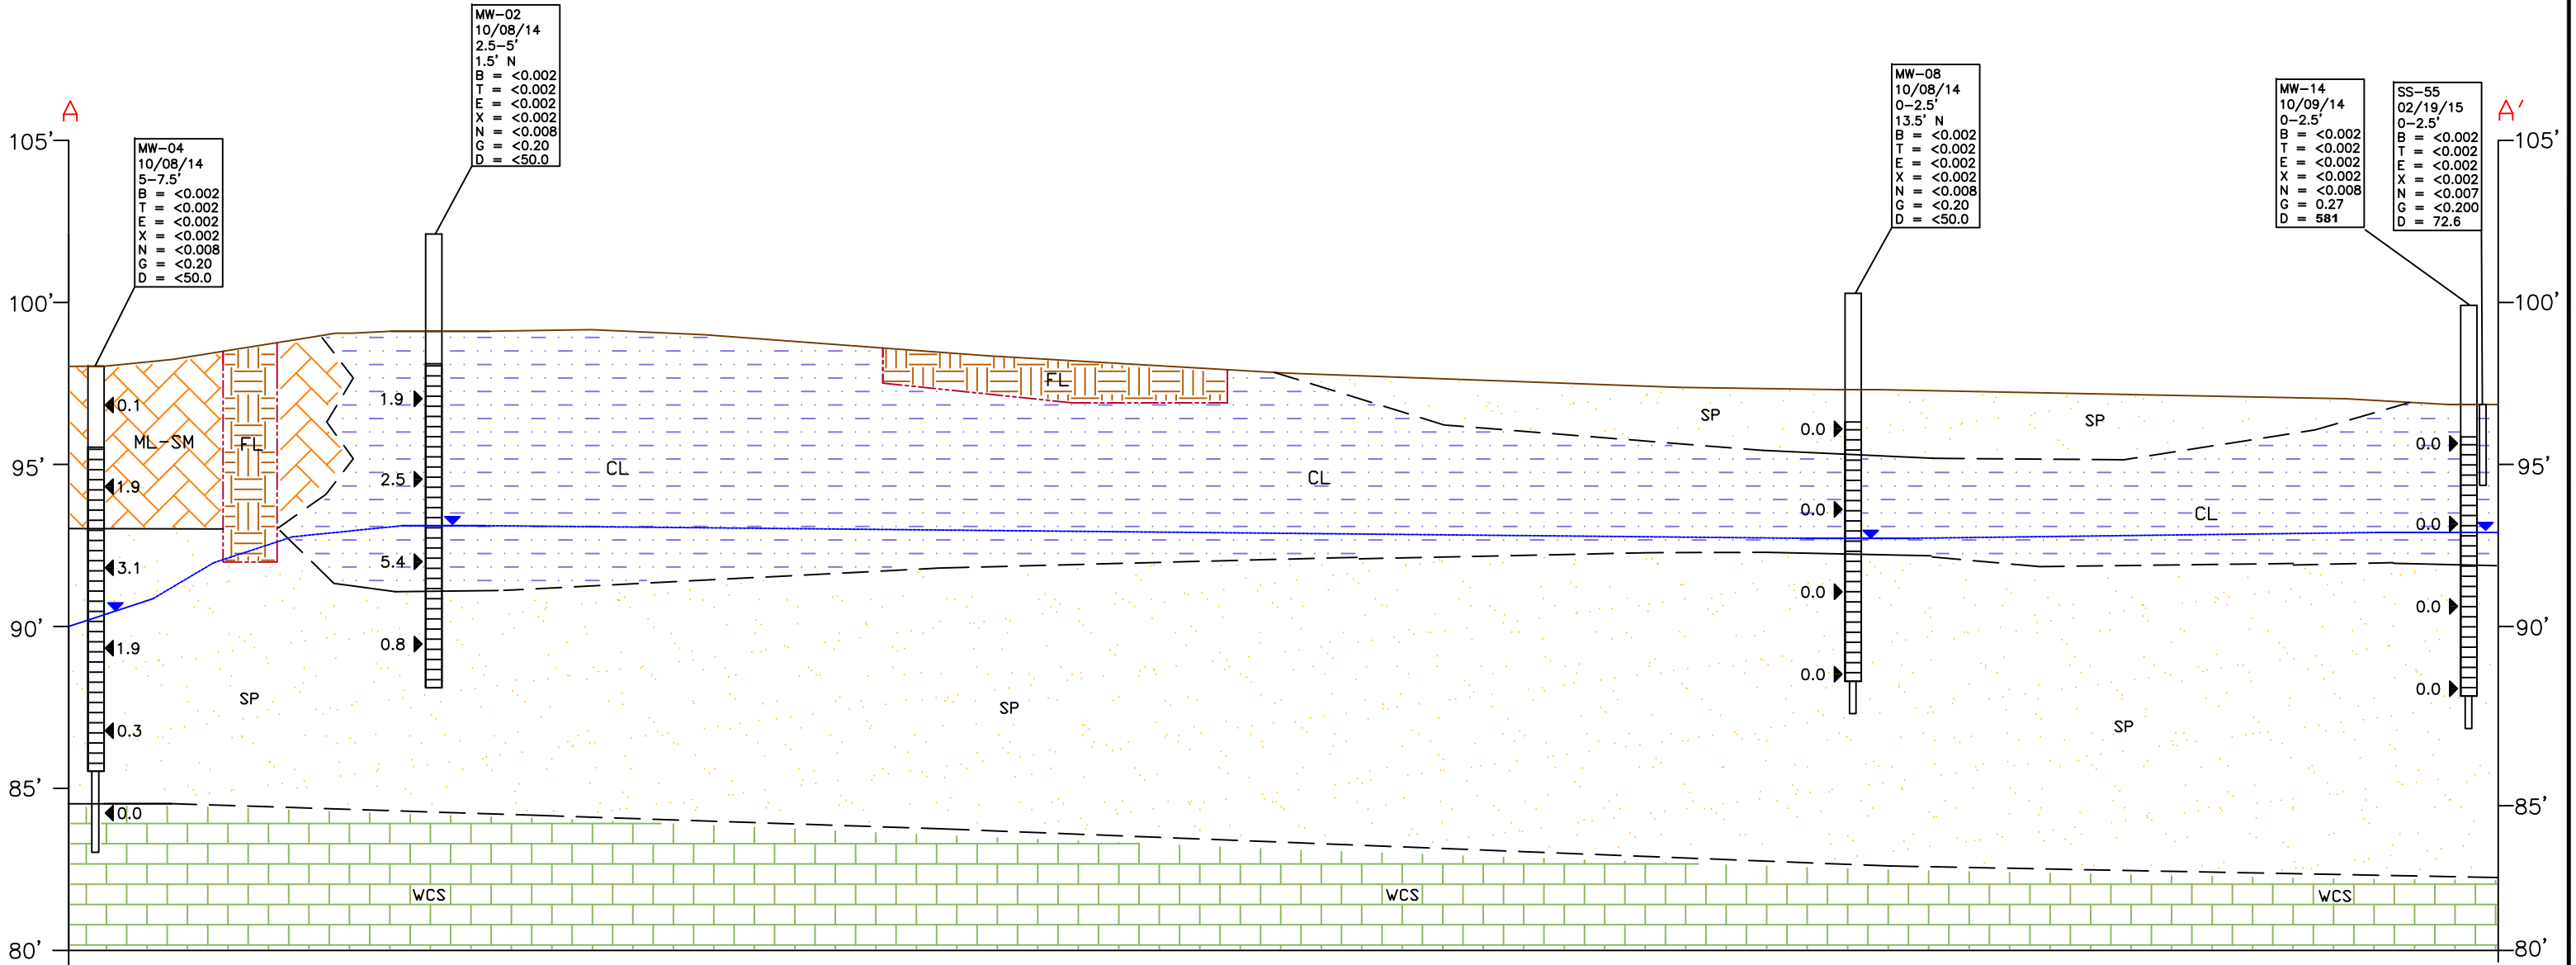 MW-02
10/08/14
2.5-5'
1.5' N
B = <0.002
T = <0.002
E = <0.002
X = <0.002
N = <0.008
G = <0.20
D = <50.0
MW-08
10/08/14
0-2.5'
13.5' N
B = <0.002
T = <0.002
E = <0.002
X = <0.002
N = <0.008
G = <0.20
D = <50.0
MW-14
10/09/14
0-2.5'
B = <0.002
T = <0.002
E = <0.002
X = <0.002
N = <0.008
G = 0.27
D = 581
SS-55
02/19/15
0-2.5'
B = <0.002
T = <0.002
E = <0.002
X = <0.002
N = <0.007
G = <0.200
D = 72.6
A
A'
MW-04
10/08/14
5-7.5'
B = <0.002
T = <0.002
E = <0.002
X = <0.002
N = <0.008
G = <0.20
D = <50.0
105'
100'
95'
90'
85'
80'
0.1
1.9
3.1
1.9
0.3
0.0
ML-SM
FL
1.9
2.5
5.4
0.8
CL
FL
CL
SP
SP
CL
SP
SP
SP
0.0
0.0
0.0
0.0
0.0
0.0
0.0
0.0
WCS
WCS
WCS
105'
100'
95'
90'
85'
80'